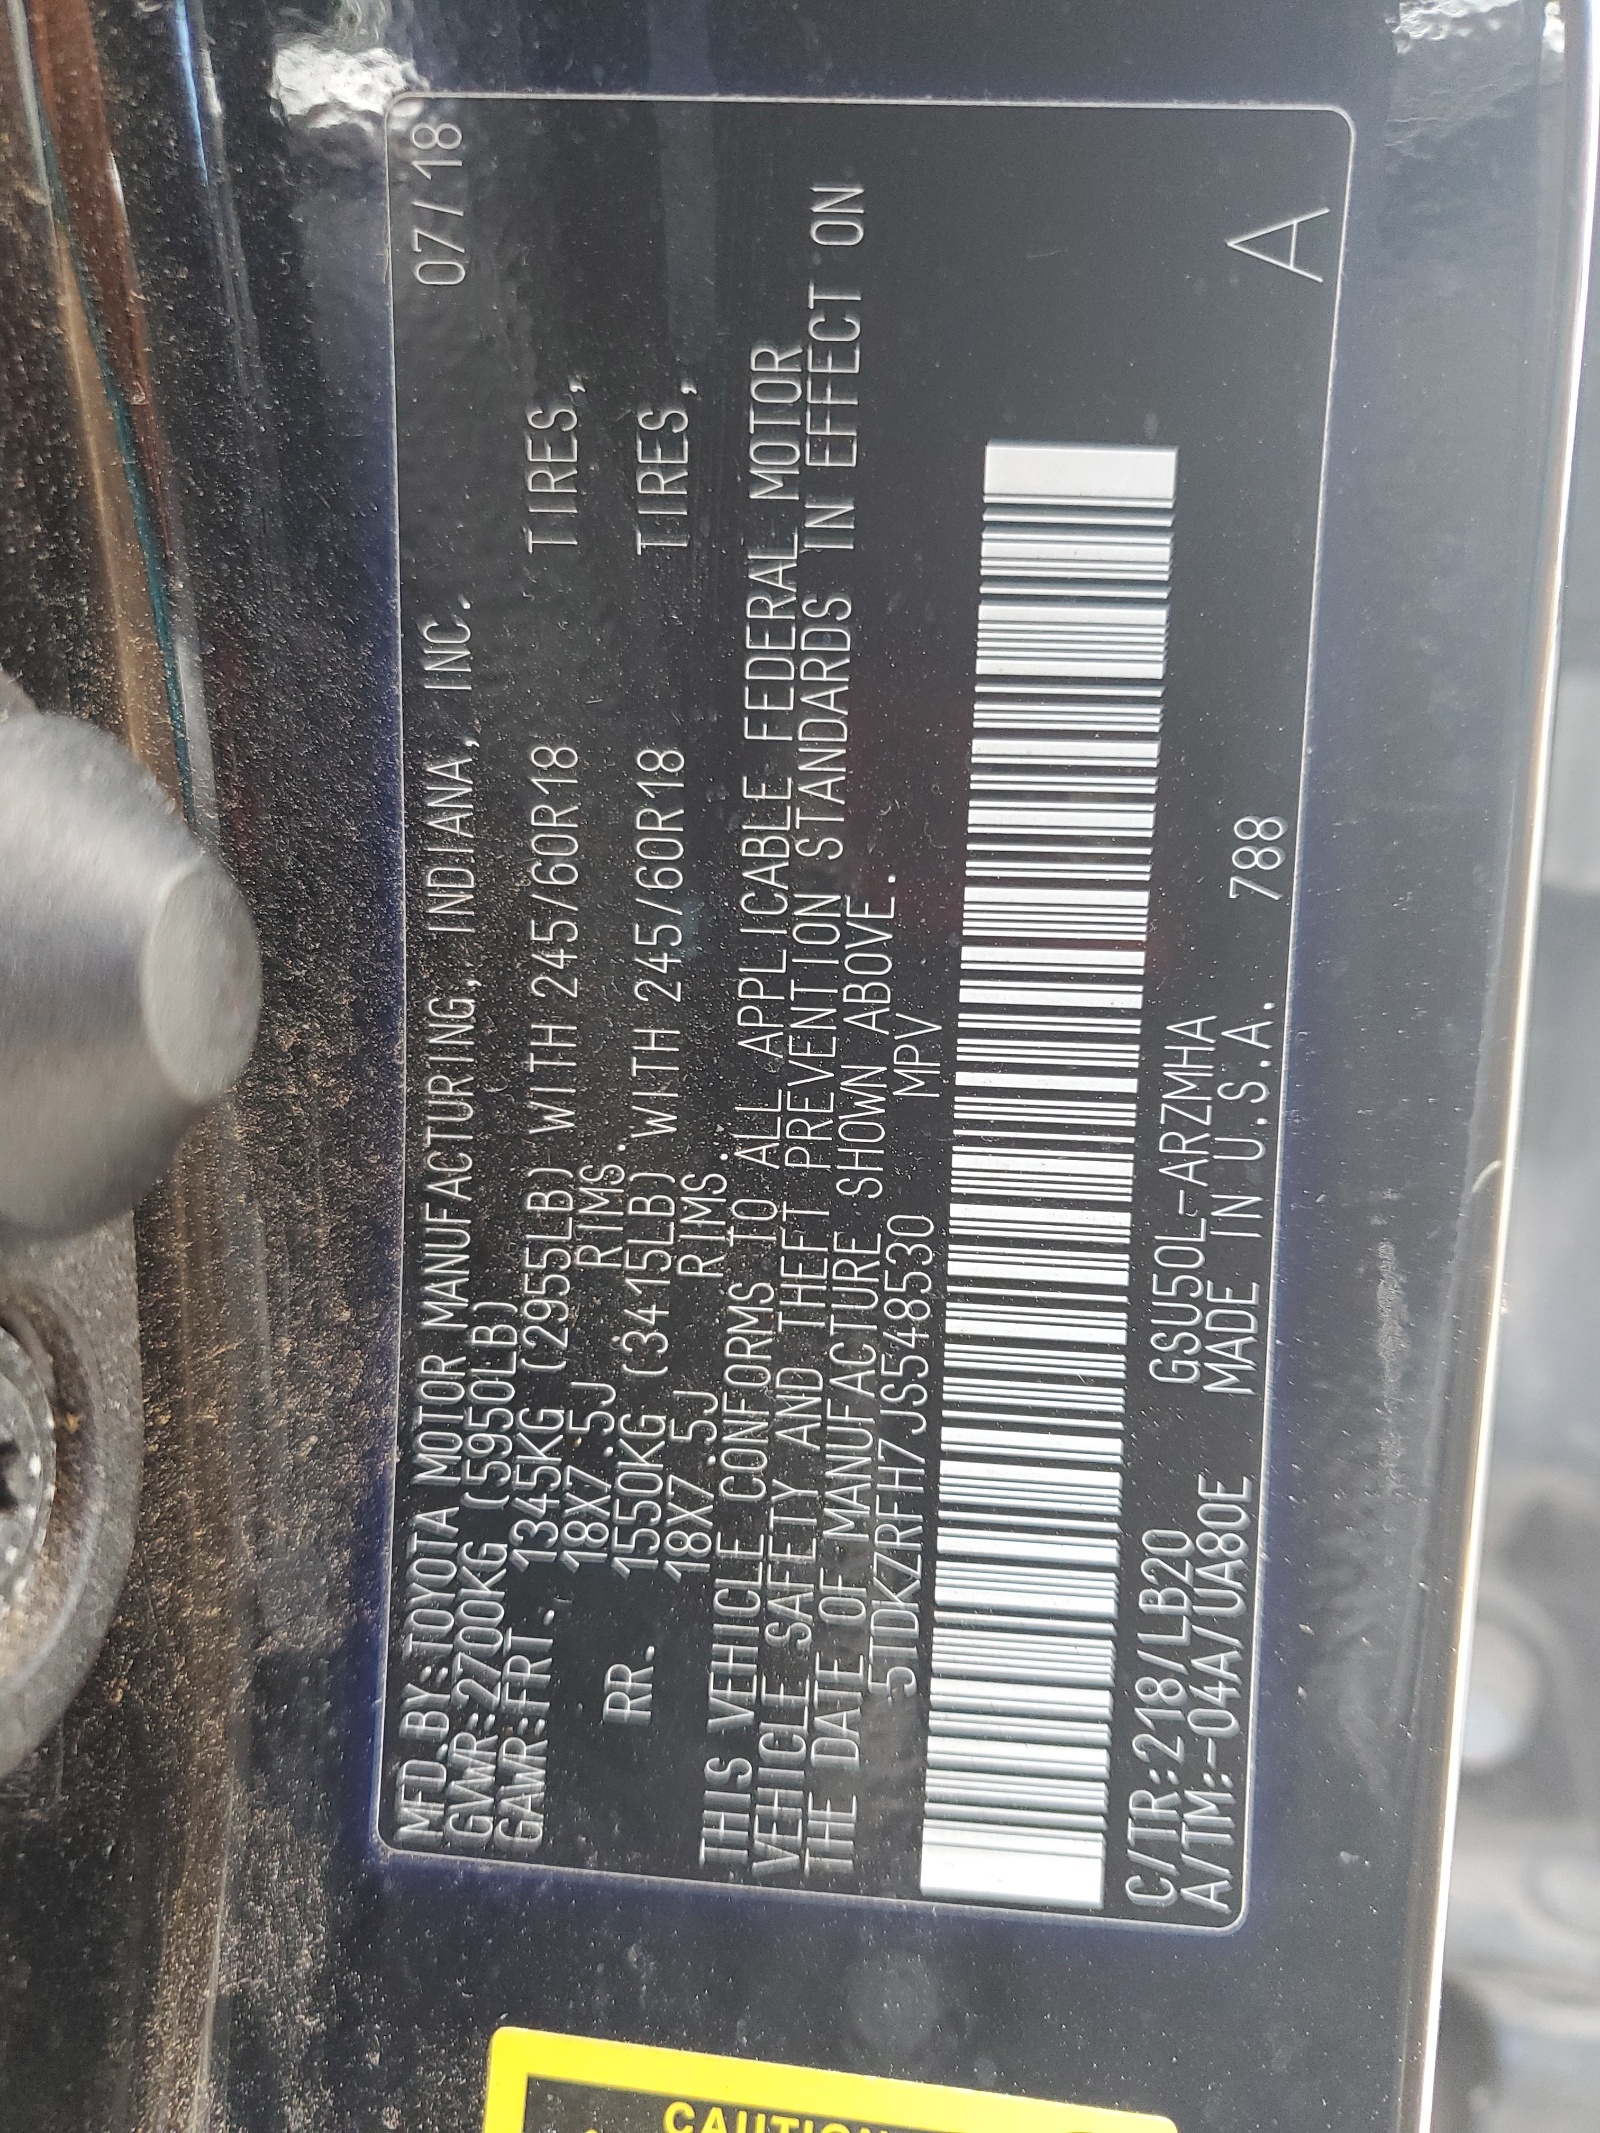 MFD.BY:TOYOTA MOTOR MANUFACTURING, INDIANA, INC. 07/18
GVWR:2700KG (5950LB)
GAWR:FRT. 1345KG (2955LB) WITH 245/60R18 TIRES,
18X7.5J RIMS.
RR. 1550KG (3415LB) WITH 245/60R18 TIRES,
18X7.5J RIMS.
THIS VEHICLE CONFORMS TO ALL APPLICABLE FEDERAL MOTOR
VEHICLE SAFETY AND THEFT PREVENTION STANDARDS IN EFFECT ON
THE DATE OF MANUFACTURE SHOWN ABOVE.
5TDKZRFH7JS548530 MPV
C/TR:218/LB20 GSU50L-ARZMHA
A/TM:-04A/UA80E MADE IN U.S.A. 788 A
CAUTION